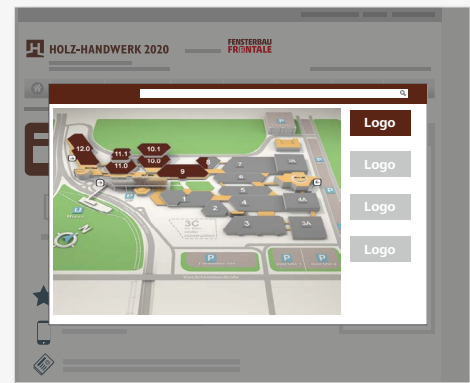 HOLZ-HANDWERK 2020
FENSTERBAU
FRONTALE
Logo
Logo
Logo
Logo
12.0
11.1
10.1
11.0
10.0
9
7
6
5
4
4A
1
2
3C
3
3A
P
P
P
P
P
P
N